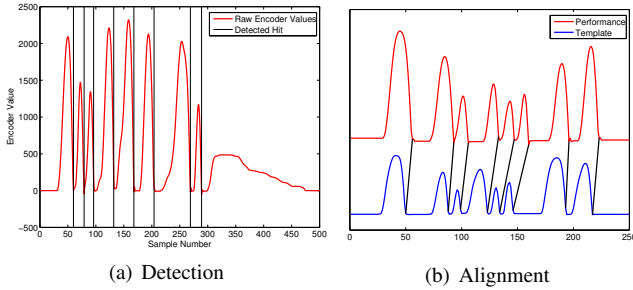 2500
2000
1500
1000
500
0
−500
Encoder Value
0 50 100 150 200 250 300 350 400 450 500
Sample Number
Raw Encoder Values
Detected Hit
(a) Detection
Performance
Template
0 50 100 150 200 250
(b) Alignment